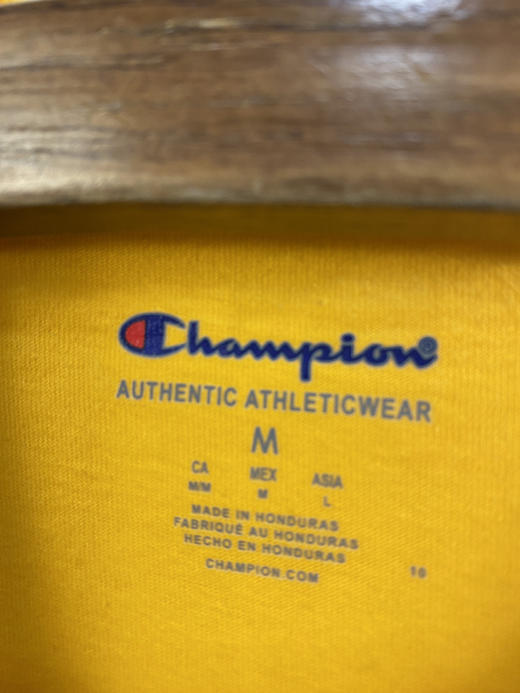 Champion®
AUTHENTIC ATHLETICWEAR
M
CA MEX ASIA
M/M M L
MADE IN HONDURAS
FABRIQUÉ AU HONDURAS
HECHO EN HONDURAS
CHAMPION.COM
10